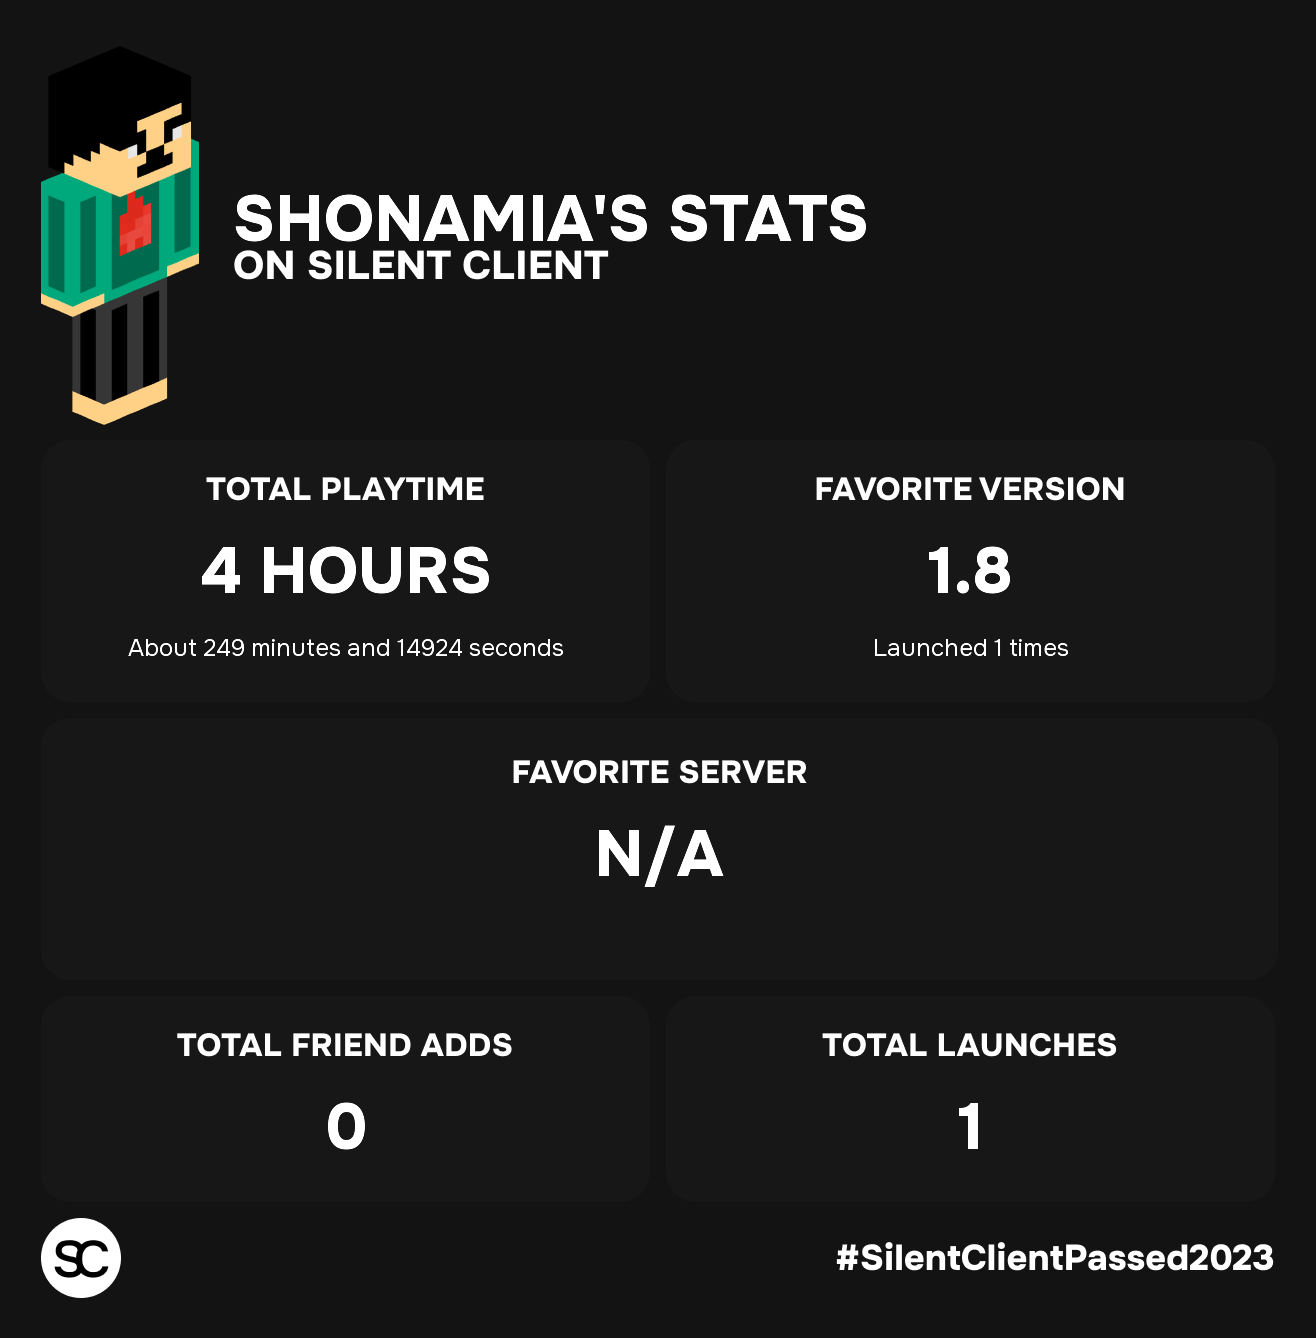 SHONAMIA'S STATS
ON SILENT CLIENT
TOTAL PLAYTIME
4 HOURS
About 249 minutes and 14924 seconds
FAVORITE VERSION
1.8
Launched 1 times
FAVORITE SERVER
N/A
TOTAL FRIEND ADDS
0
TOTAL LAUNCHES
1
SC
#SilentClientPassed2023